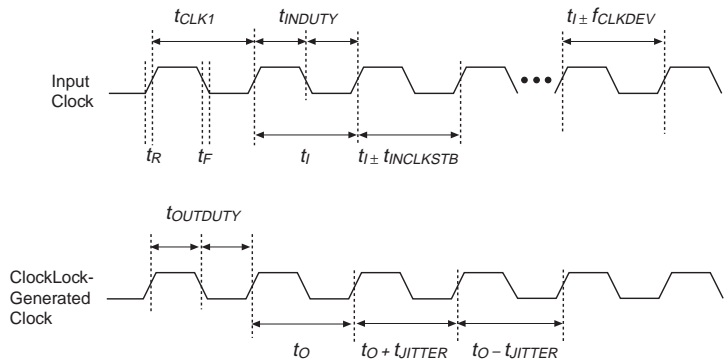 tCLK1 tINDUTY tI ± fCLKDEV
Input
Clock
tR tF tI tI ± tINCLKSTB
tOUTDUTY
ClockLock-
Generated
Clock
tO tO + tJITTER tO – tJITTER